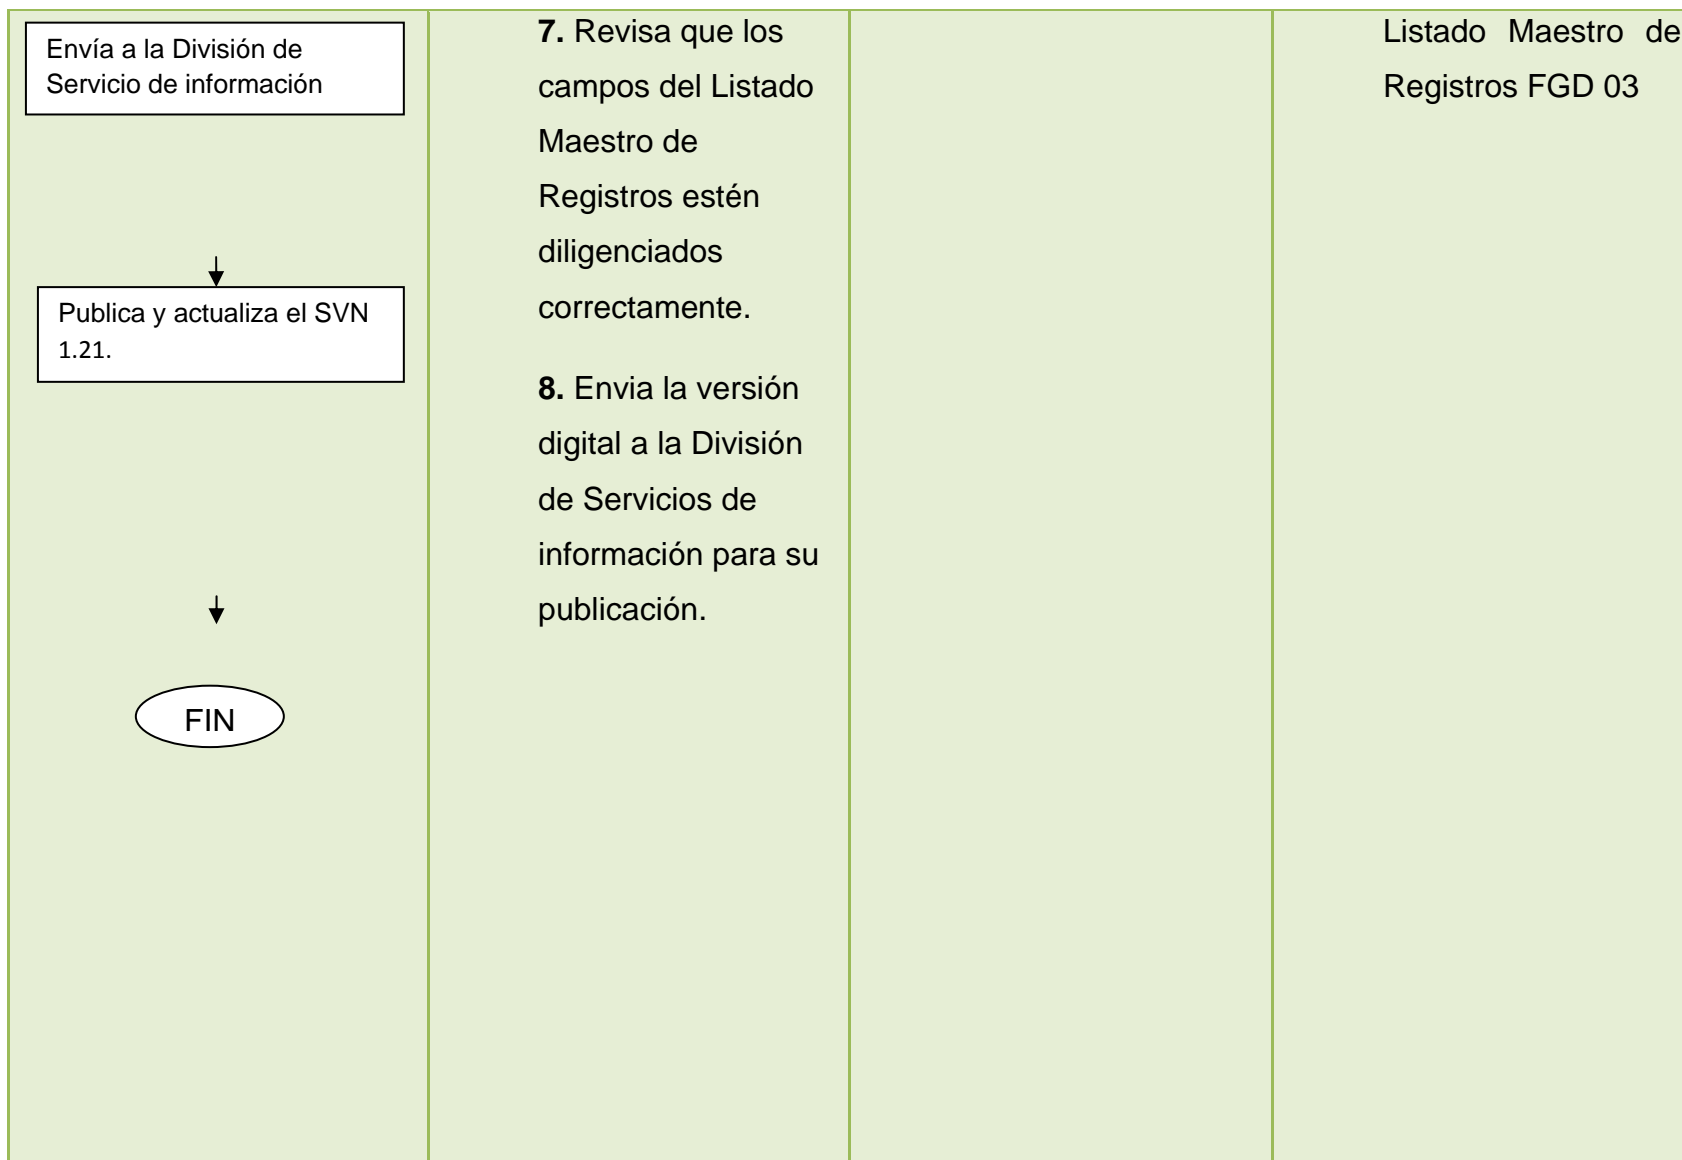 Envía a la División de
Servicio de información
Publica y actualiza el SVN
1.21.
FIN
7. Revisa que los
campos del Listado
Maestro de
Registros estén
diligenciados
correctamente.
8. Envia la versión
digital a la División
de Servicios de
información para su
publicación.
Listado Maestro de
Registros FGD 03